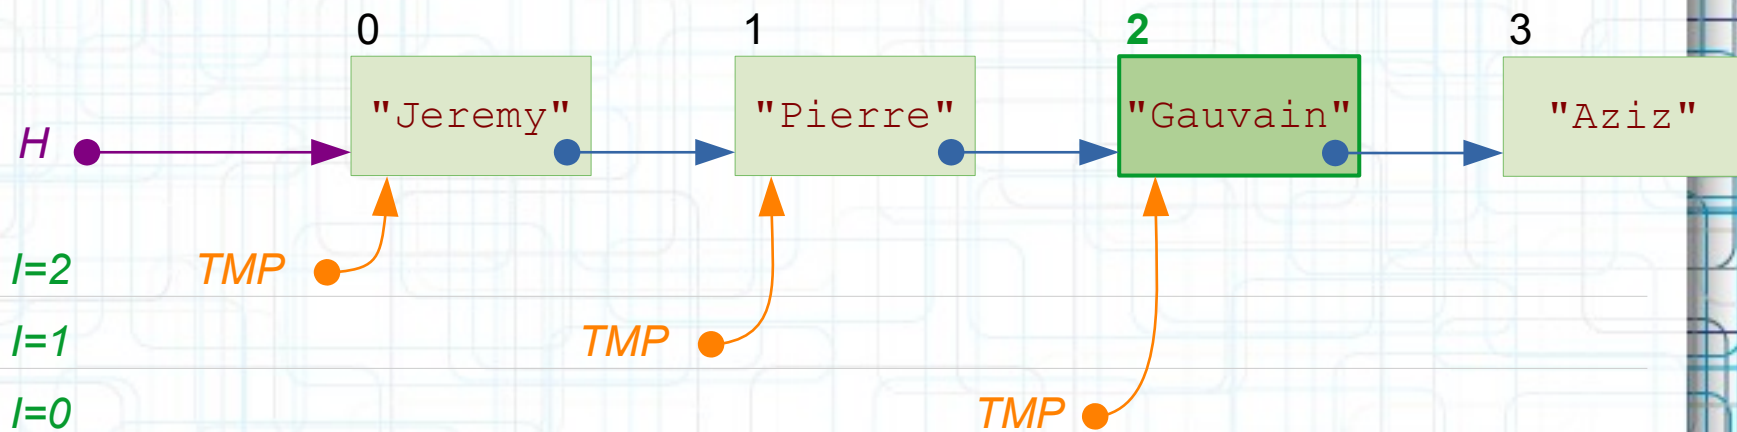 0 1 2 3
"Jeremy" "Pierre" "Gauvain" "Aziz"
H
I=2 TMP
I=1 TMP
I=0 TMP